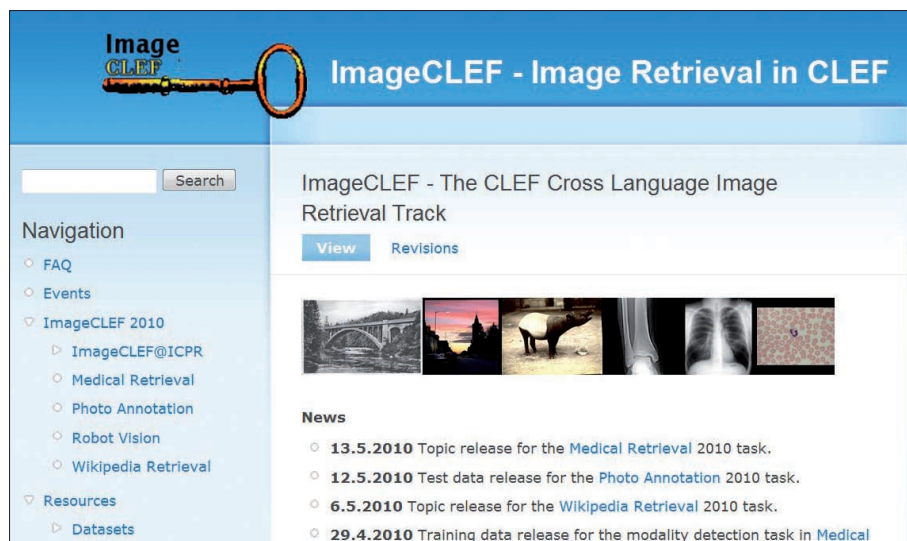 Image
CLEF
ImageCLEF - Image Retrieval in CLEF
Search
Navigation
FAQ
Events
ImageCLEF 2010
ImageCLEF@ICPR
Medical Retrieval
Photo Annotation
Robot Vision
Wikipedia Retrieval
Resources
Datasets
ImageCLEF - The CLEF Cross Language Image
Retrieval Track
View Revisions
News
13.5.2010 Topic release for the Medical Retrieval 2010 task.
12.5.2010 Test data release for the Photo Annotation 2010 task.
6.5.2010 Topic release for the Wikipedia Retrieval 2010 task.
29.4.2010 Training data release for the modality detection task in Medical